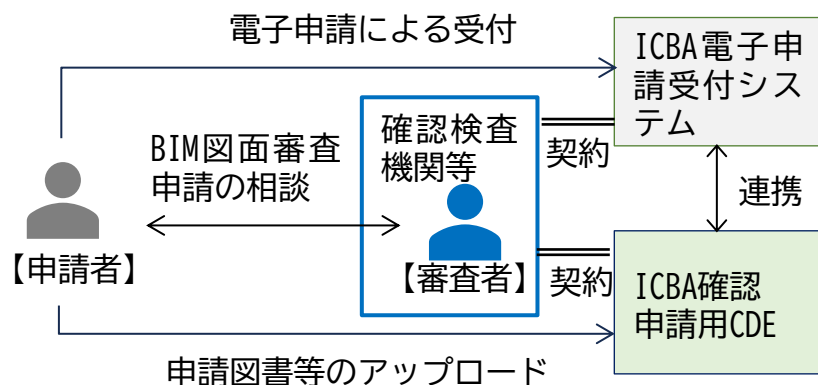 電子申請による受付
ICBA電子申
請受付シス
テム
確認検査
機関等
契約
BIM図面審査
申請の相談
連携
【申請者】
【審査者】
契約
ICBA確認
申請用CDE
申請図書等のアップロード